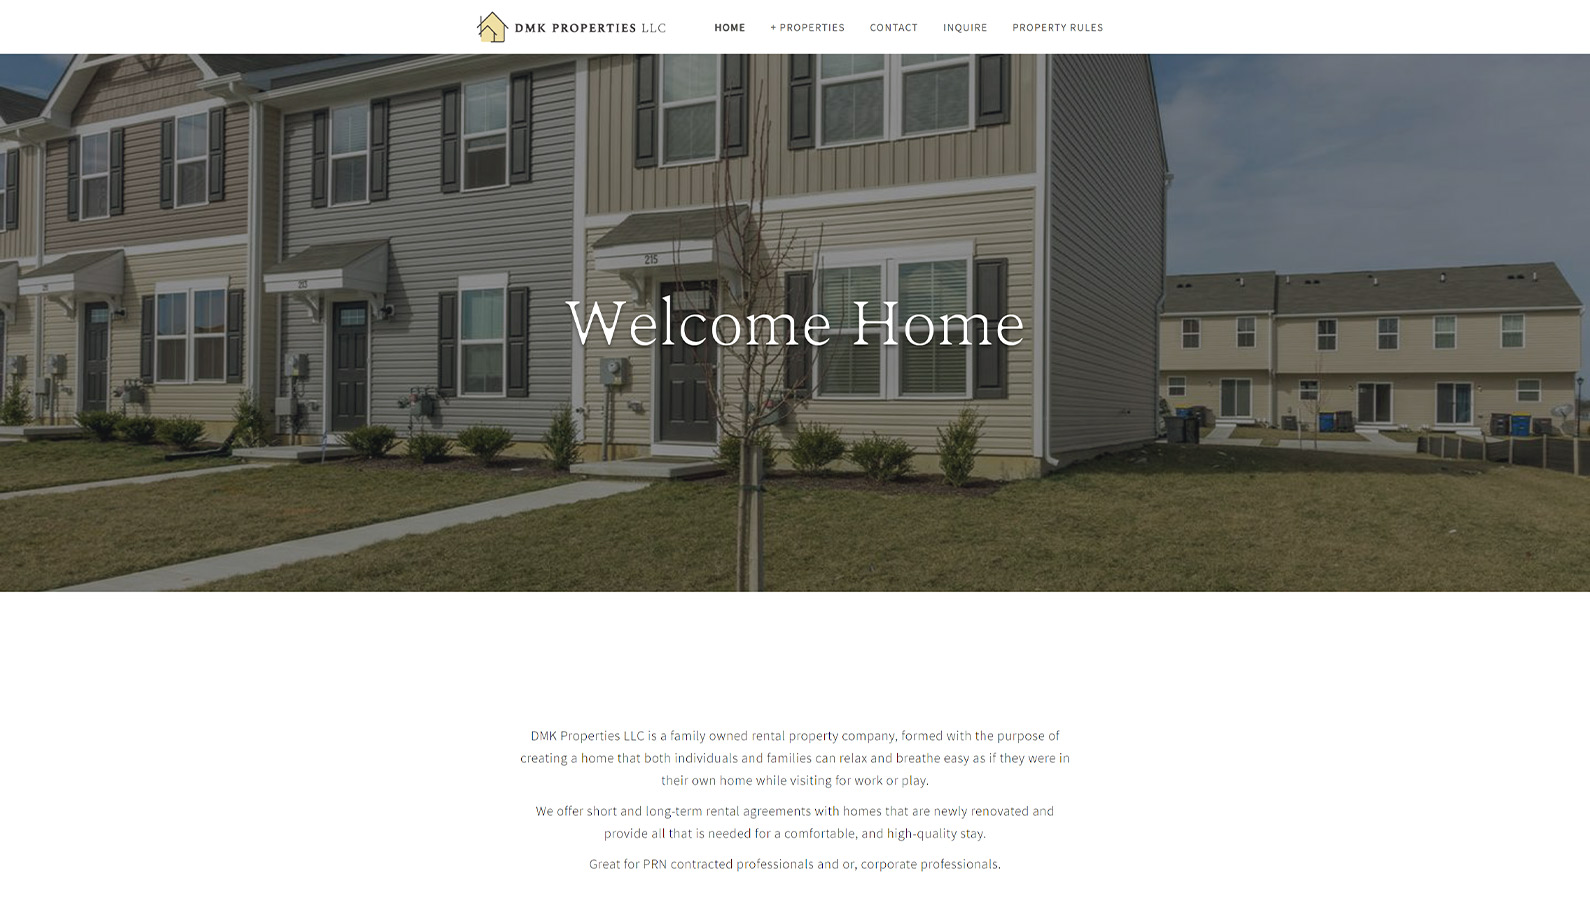 DMK PROPERTIES LLC
HOME
+ PROPERTIES
CONTACT
INQUIRE
PROPERTY RULES
215
213
Welcome Home
DMK Properties LLC is a family owned rental property company, formed with the purpose of
creating a home that both individuals and families can relax and breathe easy as if they were in
their own home while visiting for work or play.
We offer short and long-term rental agreements with homes that are newly renovated and
provide all that is needed for a comfortable, and high-quality stay.
Great for PRN contracted professionals and or, corporate professionals.